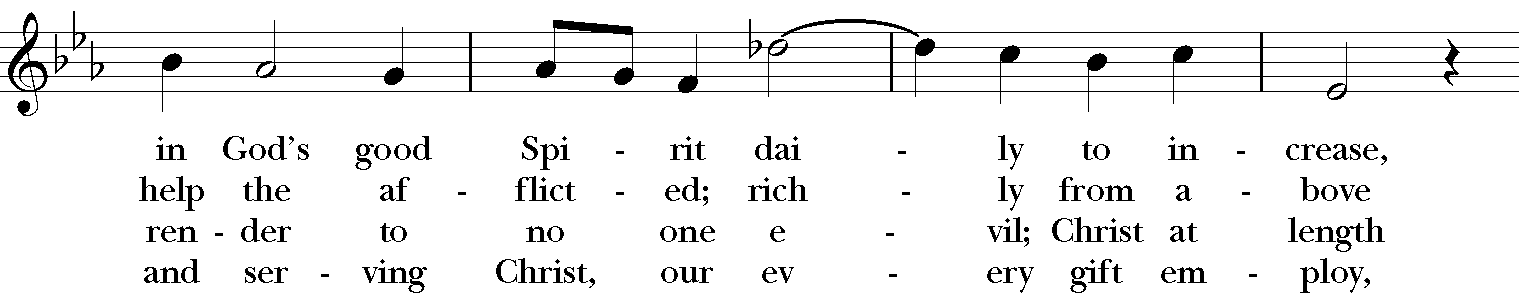 in God's good Spi - rit dai - ly to in - crease,
help the af - flict - ed; rich - ly from a - bove
ren - der to no one e - vil; Christ at length
and ser - ving Christ, our ev - ery gift em - ploy,